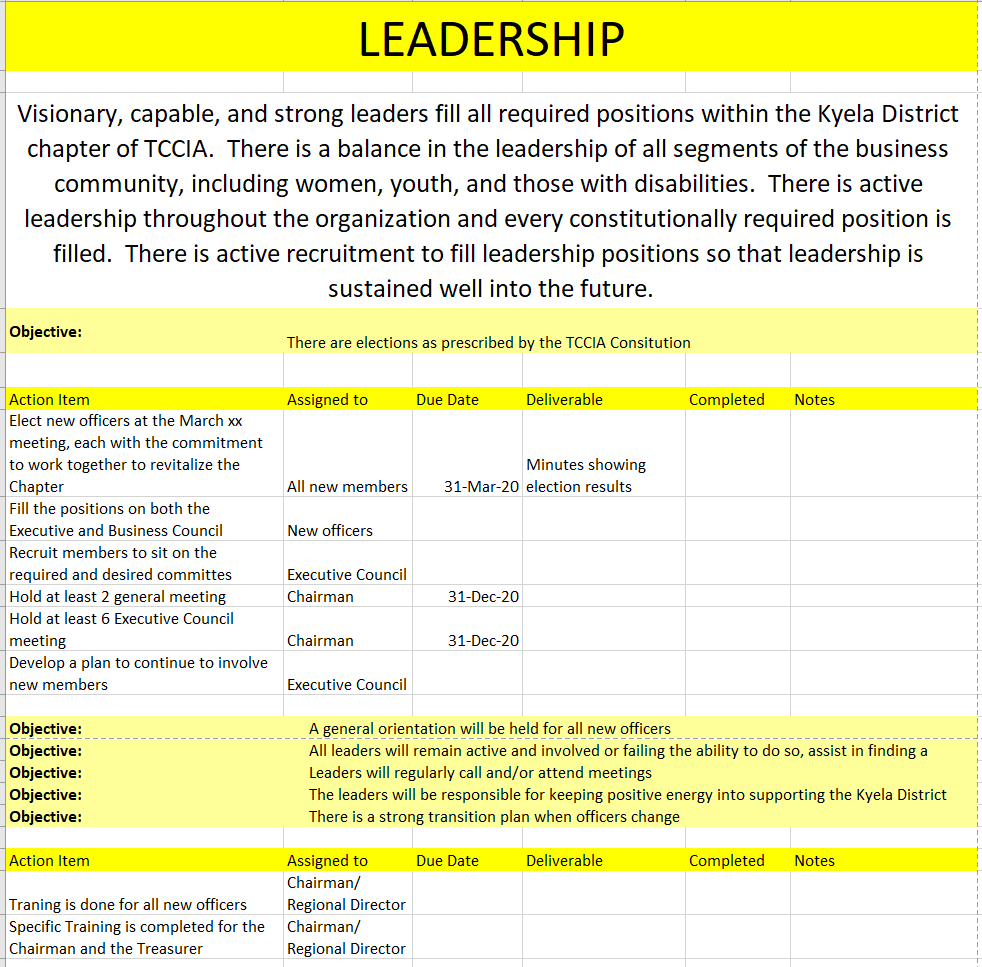 LEADERSHIP
Visionary, capable, and strong leaders fill all required positions within the Kyela District
chapter of TCCIA.  There is a balance in the leadership of all segments of the business
community, including women, youth, and those with disabilities.  There is active
leadership throughout the organization and every constitutionally required position is
filled.  There is active recruitment to fill leadership positions so that leadership is
sustained well into the future.
Objective:
There are elections as prescribed by the TCCIA Consitution
Action Item Assigned to Due Date Deliverable Completed Notes
Elect new officers at the March xx
meeting, each with the commitment
to work together to revitalize the
Minutes showing
Chapter All new members 31-Mar-20 election results
Fill the positions on both the
Executive and Business Council New officers
Recruit members to sit on the
required and desired committes Executive Council
Hold at least 2 general meeting Chairman 31-Dec-20
Hold at least 6 Executive Council
meeting Chairman 31-Dec-20
Develop a plan to continue to involve
new members Executive Council
Objective: A general orientation will be held for all new officers
Objective: All leaders will remain active and involved or failing the ability to do so, assist in finding a
Objective: Leaders will regularly call and/or attend meetings
Objective: The leaders will be responsible for keeping positive energy into supporting the Kyela District
Objective: There is a strong transition plan when officers change
Action Item Assigned to Due Date Deliverable Completed Notes
Chairman/
Traning is done for all new officers Regional Director
Specific Training is completed for the Chairman/
Chairman and the Treasurer Regional Director